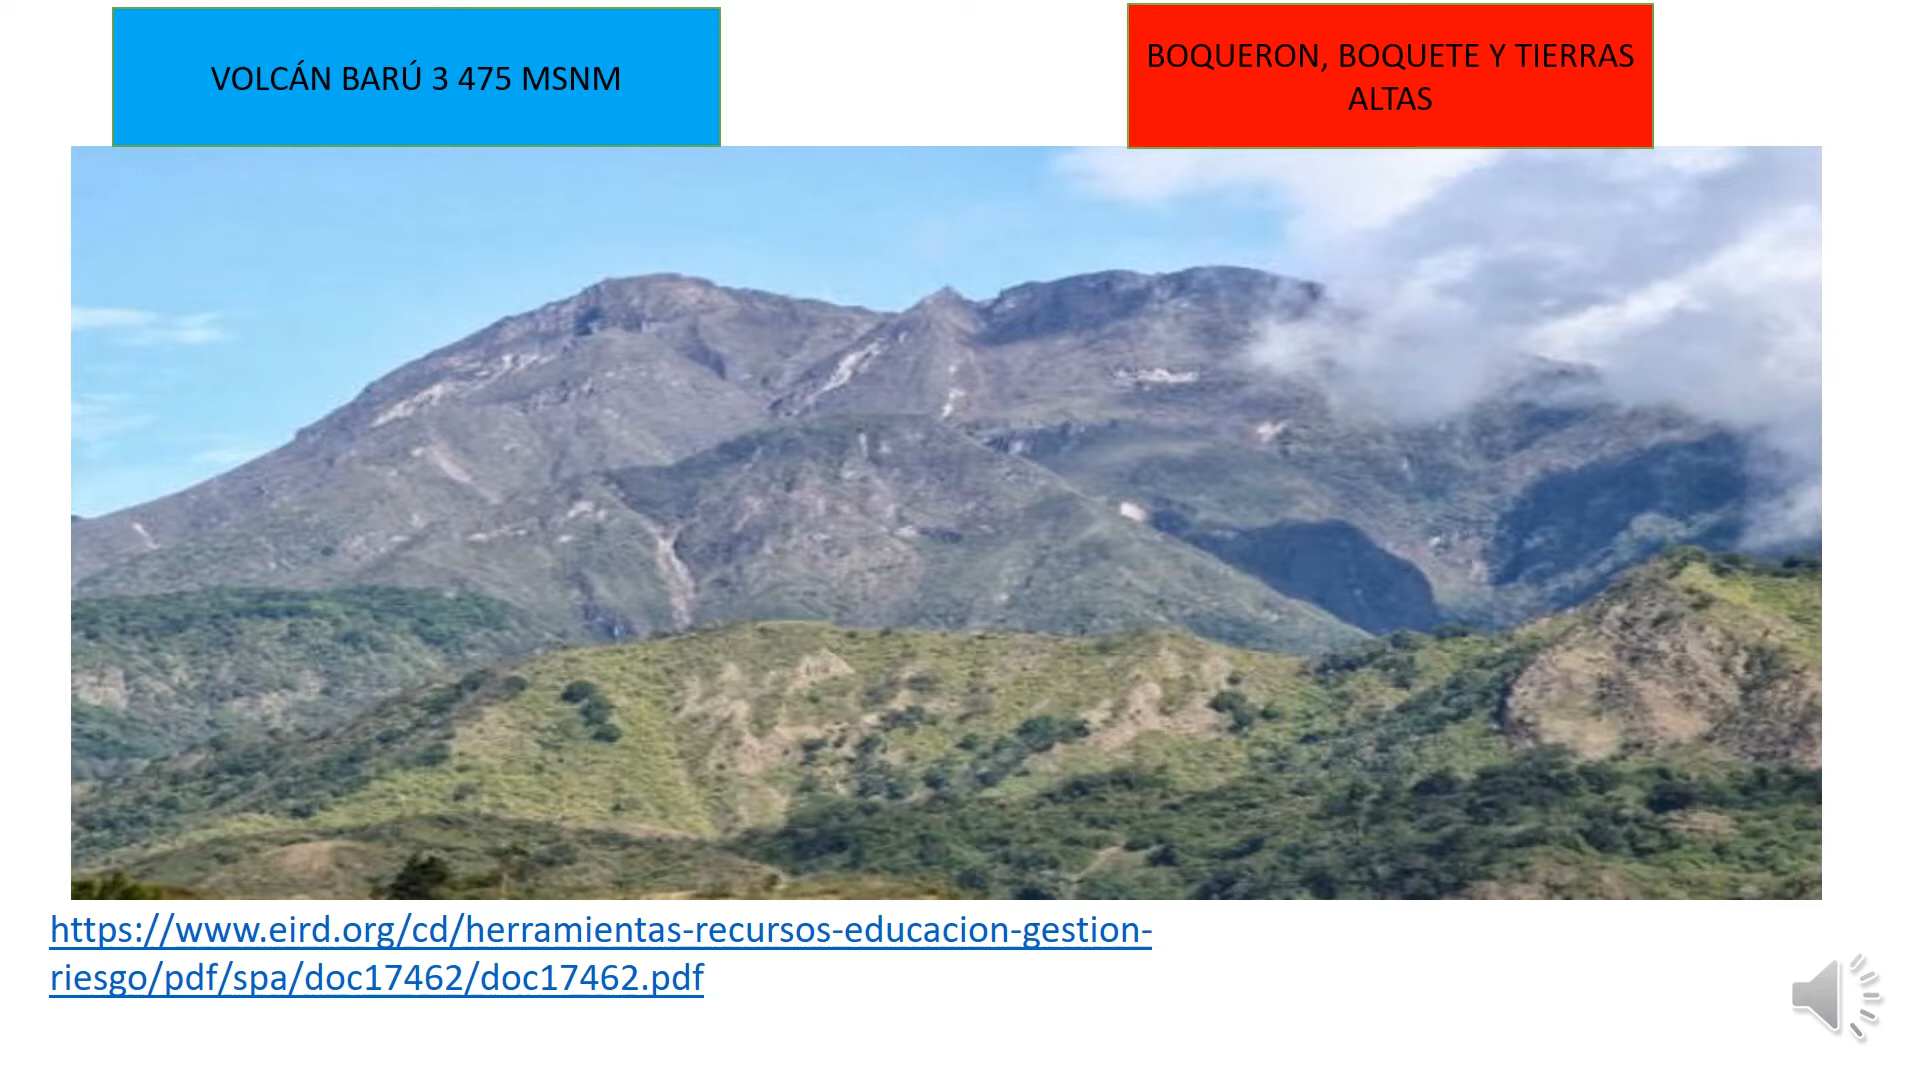 VOLCÁN BARÚ 3 475 MSNM
BOQUERON, BOQUETE Y TIERRAS
ALTAS
https://www.eird.org/cd/herramientas-recursos-educacion-gestion-
riesgo/pdf/spa/doc17462/doc17462.pdf